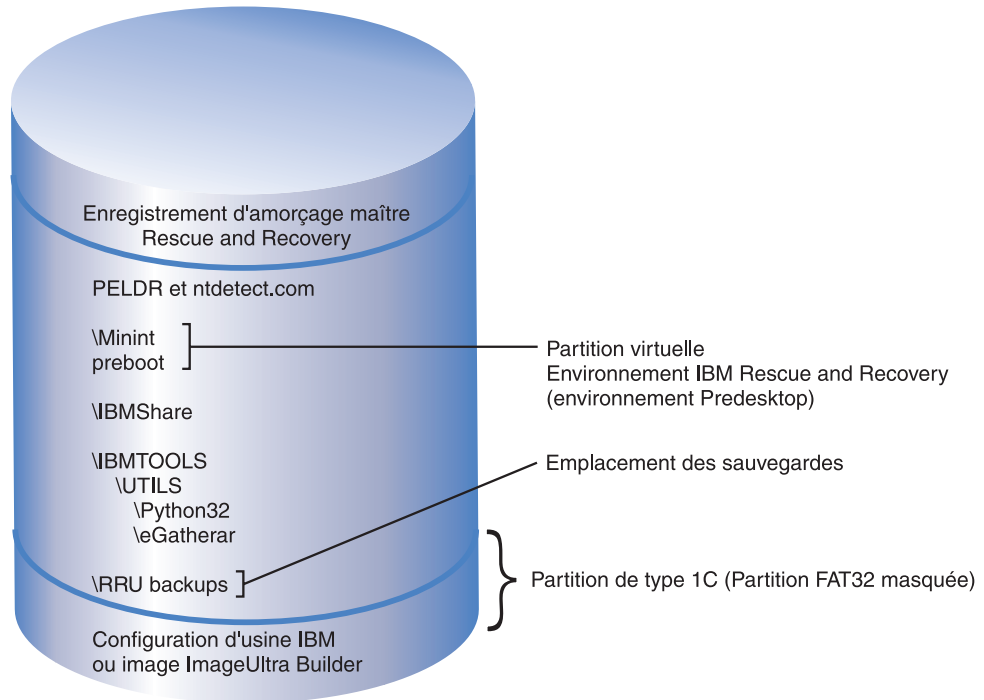 Enregistrement d'amorçage maître
Rescue and Recovery
PELDR et ntdetect.com
\Minint
preboot
Partition virtuelle
Environnement IBM Rescue and Recovery
(environnement Predesktop)
\IBMShare
\IBMTOOLS
\UTILS
\Python32
\eGatherar
Emplacement des sauvegardes
\RRU backups
Partition de type 1C (Partition FAT32 masquée)
Configuration d'usine IBM
ou image ImageUltra Builder